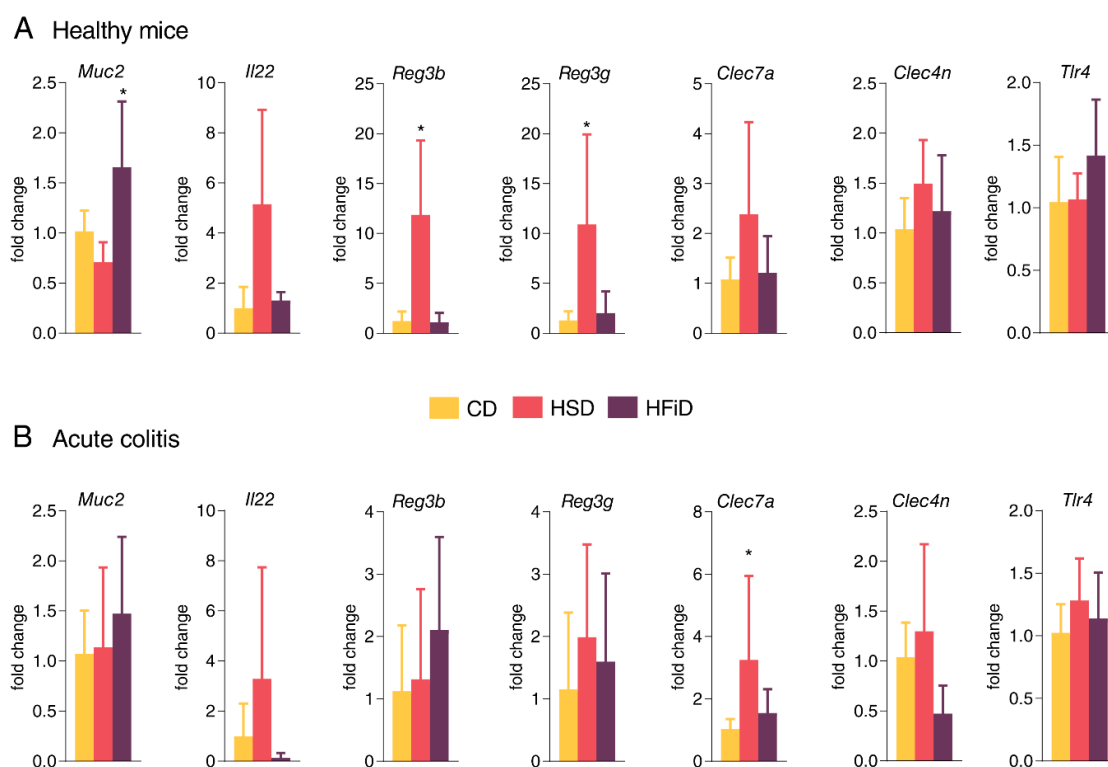 A Healthy mice
Muc2
Il22
Reg3b
Reg3g
Clec7a
Clec4n
Tlr4
fold change
2.5
2.0
1.5
1.0
0.5
0.0
fold change
10
8
6
4
2
0
fold change
25
20
15
10
5
0
*
fold change
25
20
15
10
5
0
*
fold change
5
4
3
2
1
0
fold change
2.5
2.0
1.5
1.0
0.5
0.0
fold change
2.0
1.5
1.0
0.5
0.0
*
CD HSD HFiD
B Acute colitis
Muc2
Il22
Reg3b
Reg3g
Clec7a
Clec4n
Tlr4
fold change
2.5
2.0
1.5
1.0
0.5
0.0
fold change
10
8
6
4
2
0
fold change
4
3
2
1
0
fold change
4
3
2
1
0
fold change
8
6
4
2
0
*
fold change
2.5
2.0
1.5
1.0
0.5
0.0
fold change
2.0
1.5
1.0
0.5
0.0